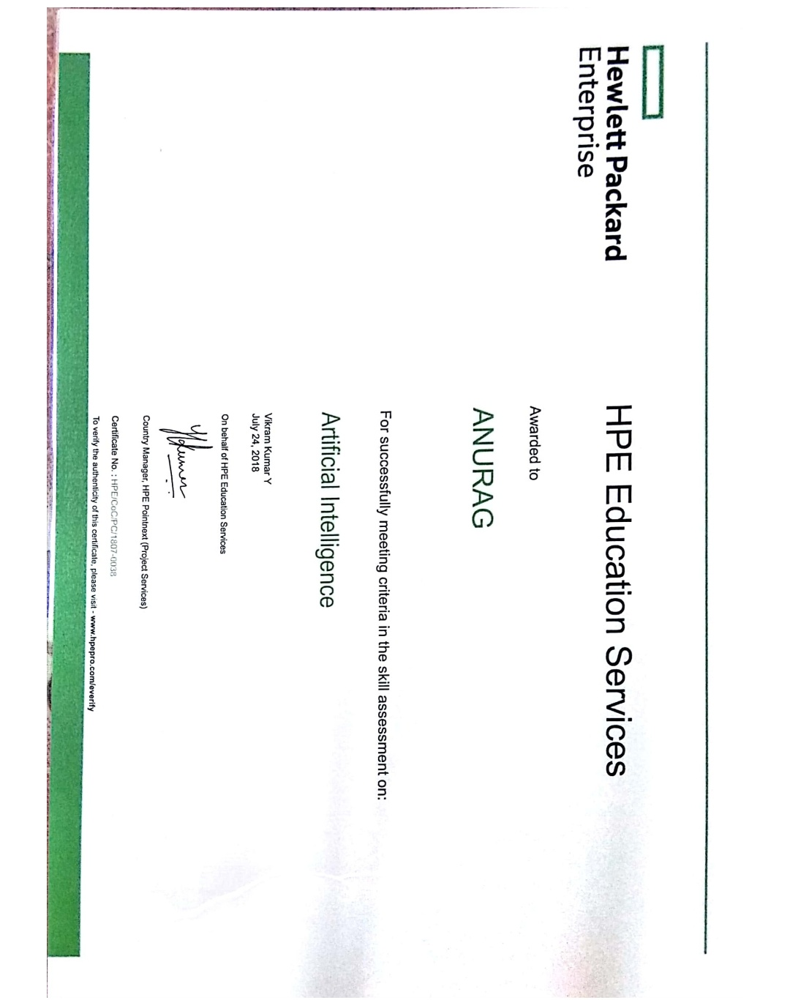 Hewlett Packard
Enterprise
HPE Education Services
Awarded to
ANURAG
For successfully meeting criteria in the skill assessment on:
Artificial Intelligence
Vikram Kumar Y
July 24, 2018
On behalf of HPE Education Services
Country Manager, HPE Pointnext (Project Services)
Certificate No. : HPE/CoC/PC/1807-0038
To verify the authenticity of this certificate, please visit - www.hpepro.com/everify